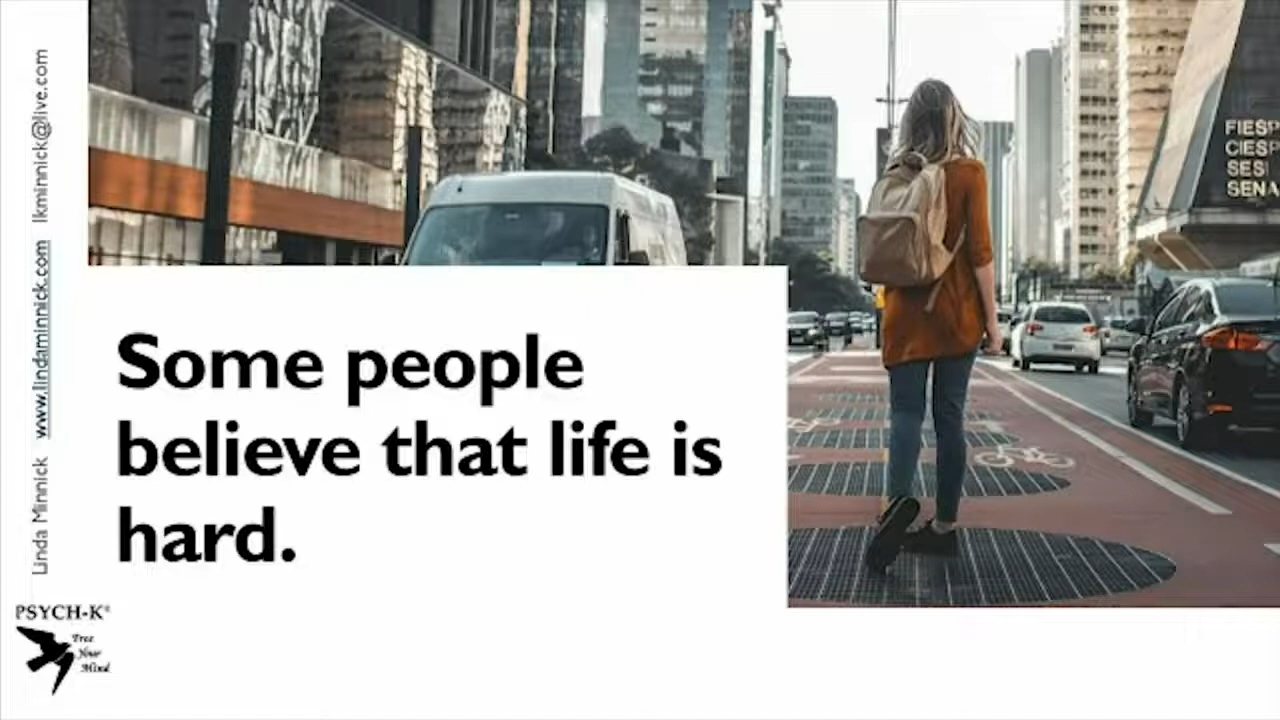 Linda Minnick www.lindaminnick.com lkminnick@live.com
FIESP
CIESP
SESI
SENA
Some people
believe that life is
hard.
PSYCH-K®
Free
Your
Mind